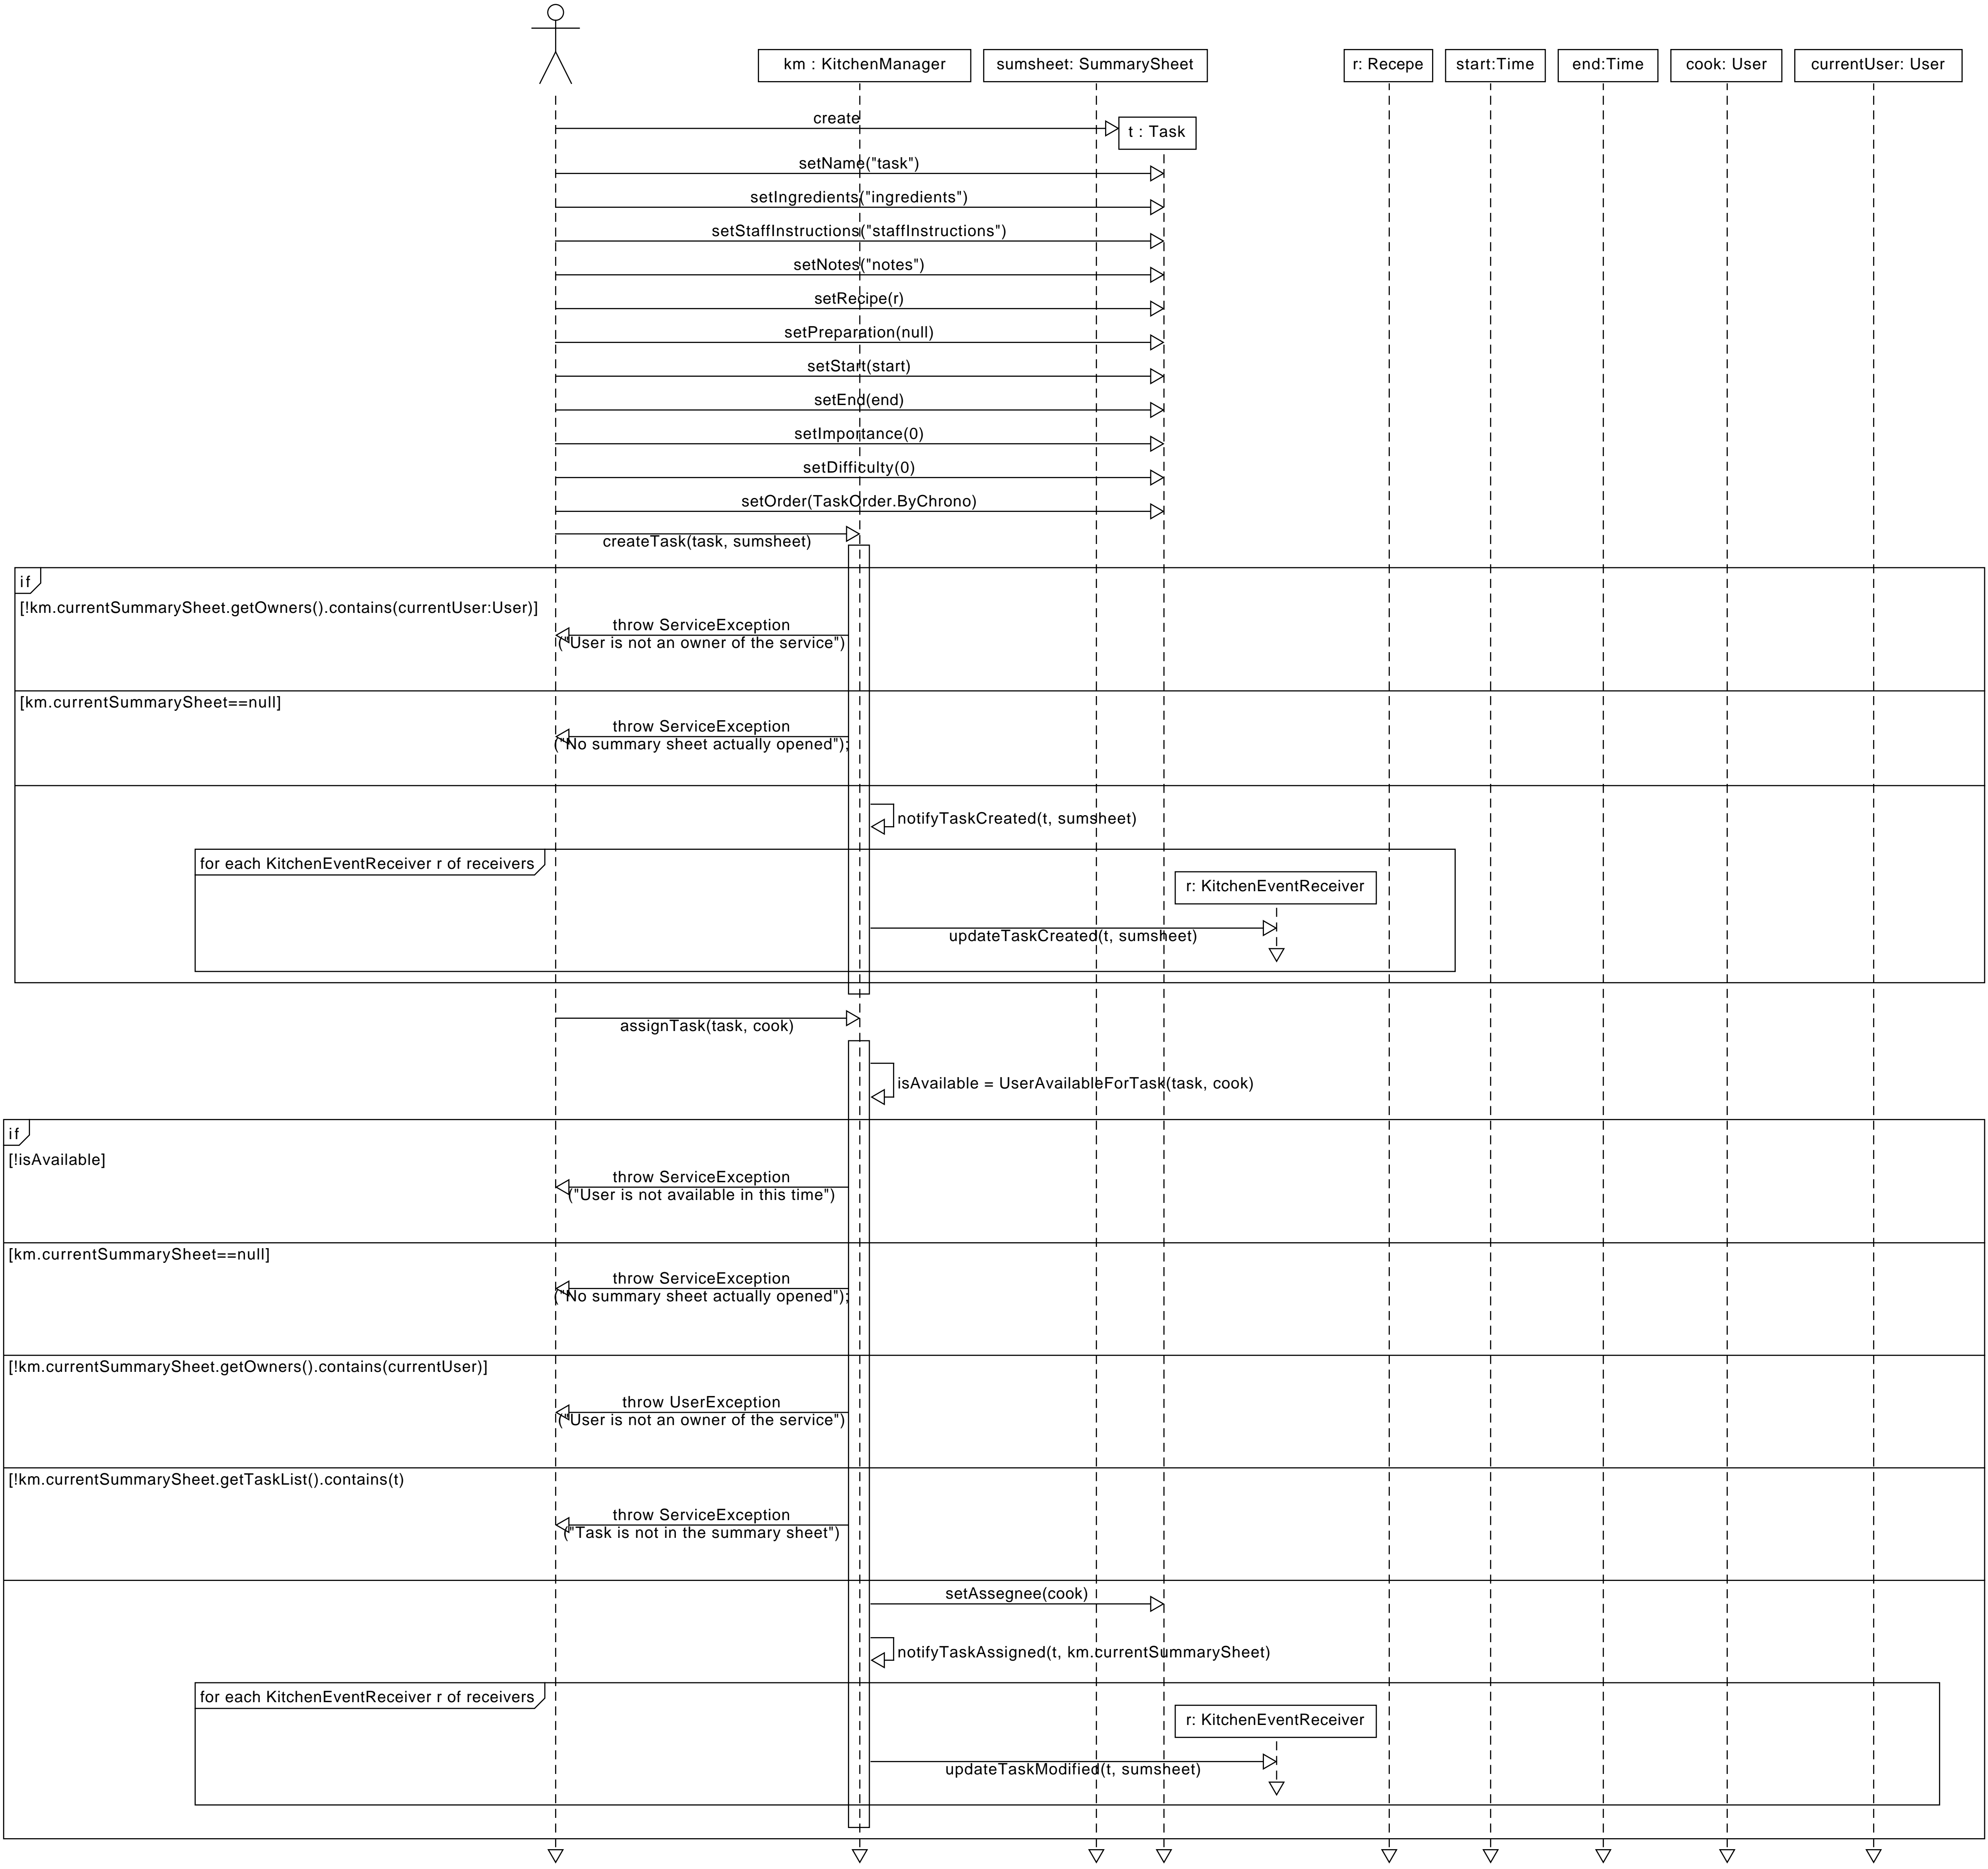 km : KitchenManager
sumsheet: SummarySheet
r: Recepe
start:Time
end:Time
cook: User
currentUser: User
create
t : Task
setName("task")
setIngredients("ingredients")
setStaffInstructions("staffInstructions")
setNotes("notes")
setRecipe(r)
setPreparation(null)
setStart(start)
setEnd(end)
setImportance(0)
setDifficulty(0)
setOrder(TaskOrder.ByChrono)
createTask(task, sumsheet)
if
[!km.currentSummarySheet.getOwners().contains(currentUser:User)]
throw ServiceException
("User is not an owner of the service")
[km.currentSummarySheet==null]
throw ServiceException
("No summary sheet actually opened");
notifyTaskCreated(t, sumsheet)
for each KitchenEventReceiver r of receivers
r: KitchenEventReceiver
updateTaskCreated(t, sumsheet)
assignTask(task, cook)
isAvailable = UserAvailableForTask(task, cook)
if
[!isAvailable]
throw ServiceException
("User is not available in this time")
[km.currentSummarySheet==null]
throw ServiceException
("No summary sheet actually opened");
[!km.currentSummarySheet.getOwners().contains(currentUser)]
throw UserException
("User is not an owner of the service")
[!km.currentSummarySheet.getTaskList().contains(t)
throw ServiceException
("Task is not in the summary sheet")
setAssegnee(cook)
notifyTaskAssigned(t, km.currentSummarySheet)
for each KitchenEventReceiver r of receivers
r: KitchenEventReceiver
updateTaskModified(t, sumsheet)